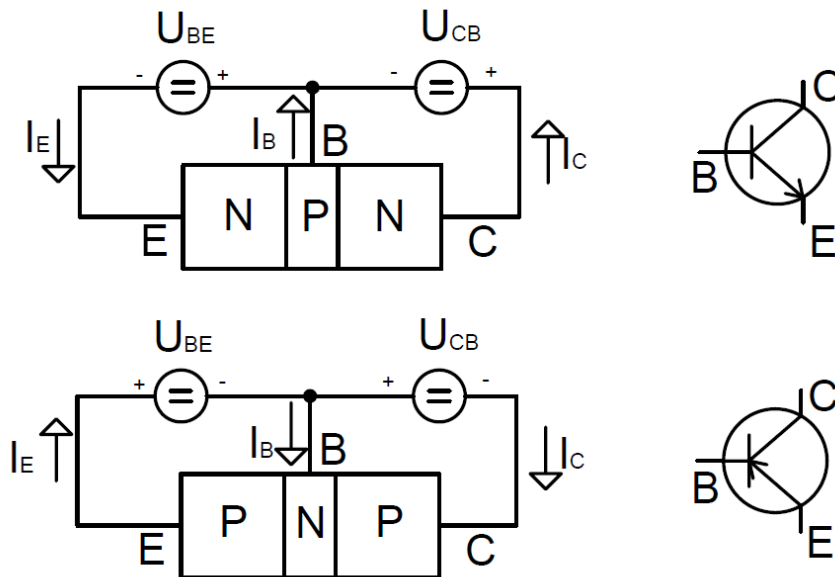 UBE UCB
- + - +
IE IB B IC
C
B
E
N P N
E C
UBE UCB
+ - + -
IE IB B IC
C
B
E
P N P
E C